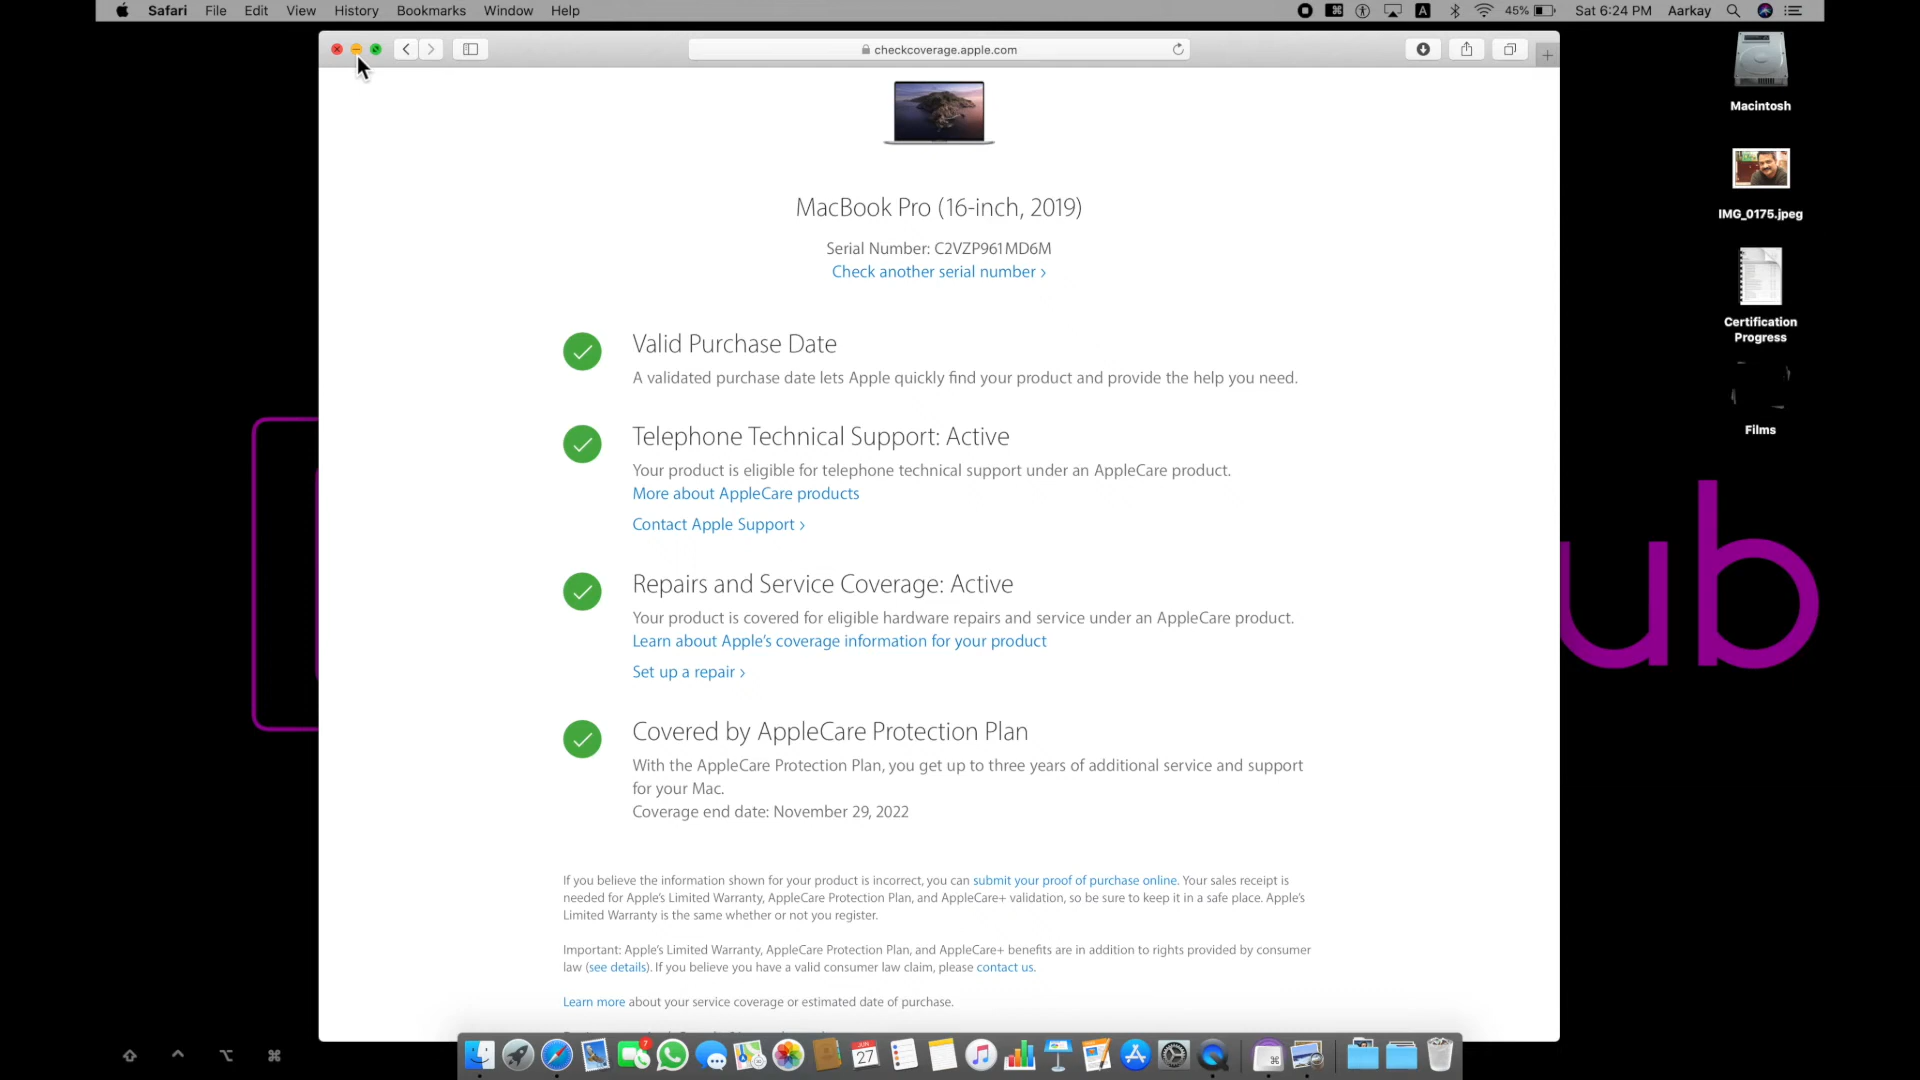 Safari File Edit View History Bookmarks Window Help
A 45% Sat 6:24 PM Aarkay
checkcoverage.apple.com
Macintosh
IMG_0175.jpeg
Certification
Progress
Films
MacBook Pro (16-inch, 2019)
Serial Number: C2VZP961MD6M
Check another serial number ›
Valid Purchase Date
A validated purchase date lets Apple quickly find your product and provide the help you need.
Telephone Technical Support: Active
Your product is eligible for telephone technical support under an AppleCare product.
More about AppleCare products
Contact Apple Support ›
Repairs and Service Coverage: Active
Your product is covered for eligible hardware repairs and service under an AppleCare product.
Learn about Apple's coverage information for your product
Set up a repair ›
Covered by AppleCare Protection Plan
With the AppleCare Protection Plan, you get up to three years of additional service and support
for your Mac.
Coverage end date: November 29, 2022
If you believe the information shown for your product is incorrect, you can submit your proof of purchase online. Your sales receipt is
needed for Apple's Limited Warranty, AppleCare Protection Plan, and AppleCare+ validation, so be sure to keep it in a safe place. Apple's
Limited Warranty is the same whether or not you register.
Important: Apple's Limited Warranty, AppleCare Protection Plan, and AppleCare+ benefits are in addition to rights provided by consumer
law (see details). If you believe you have a valid consumer law claim, please contact us.
Learn more about your service coverage or estimated date of purchase.
ub
7
JUN
27